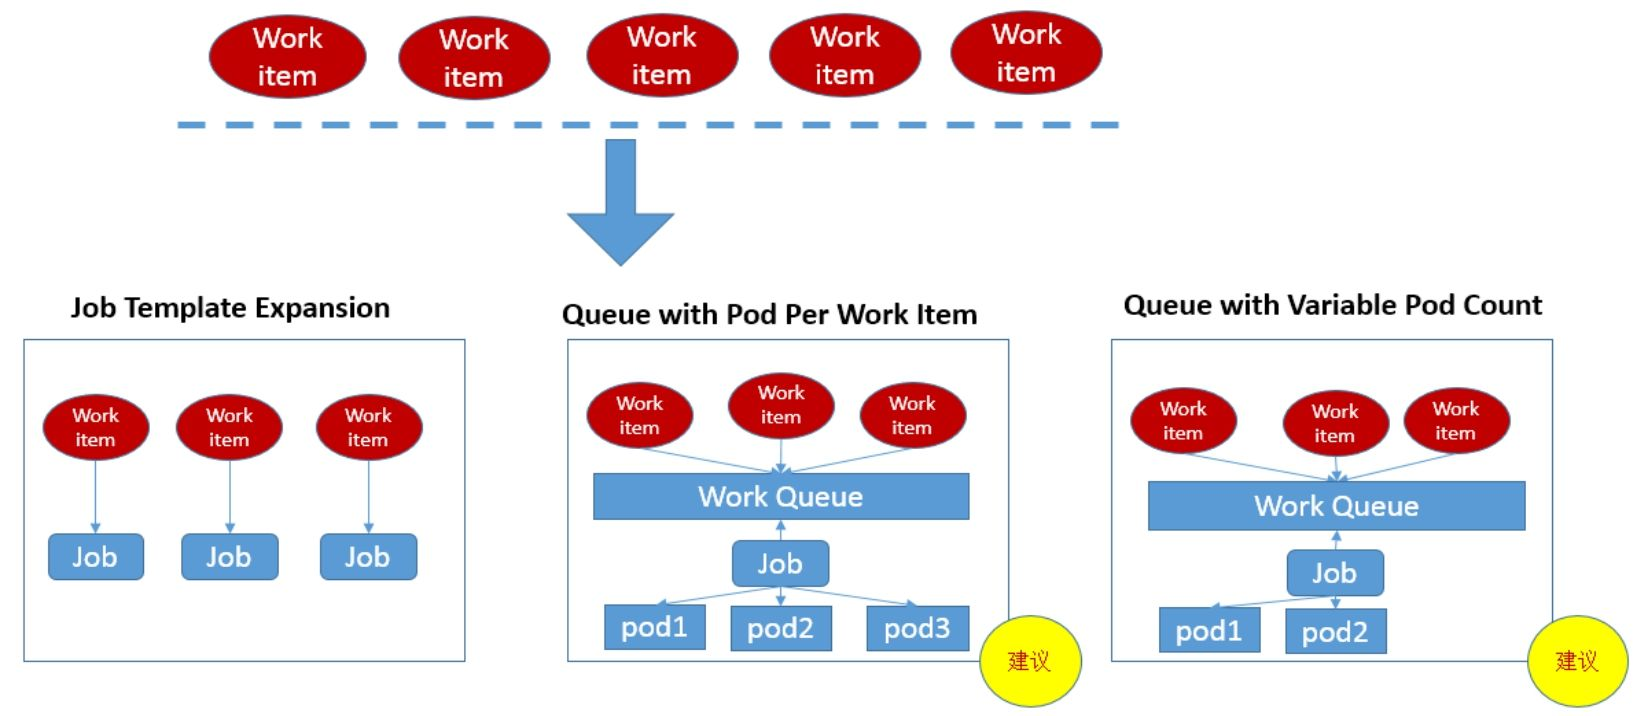 Work
item
Work
item
Work
item
Work
item
Work
item
Job Template Expansion
Work
item
Work
item
Work
item
Job
Job
Job
Queue with Pod Per Work Item
Work
item
Work
item
Work
item
Work Queue
Job
pod1
pod2
pod3
建议
Queue with Variable Pod Count
Work
item
Work
item
Work
item
Work Queue
Job
pod1
pod2
建议